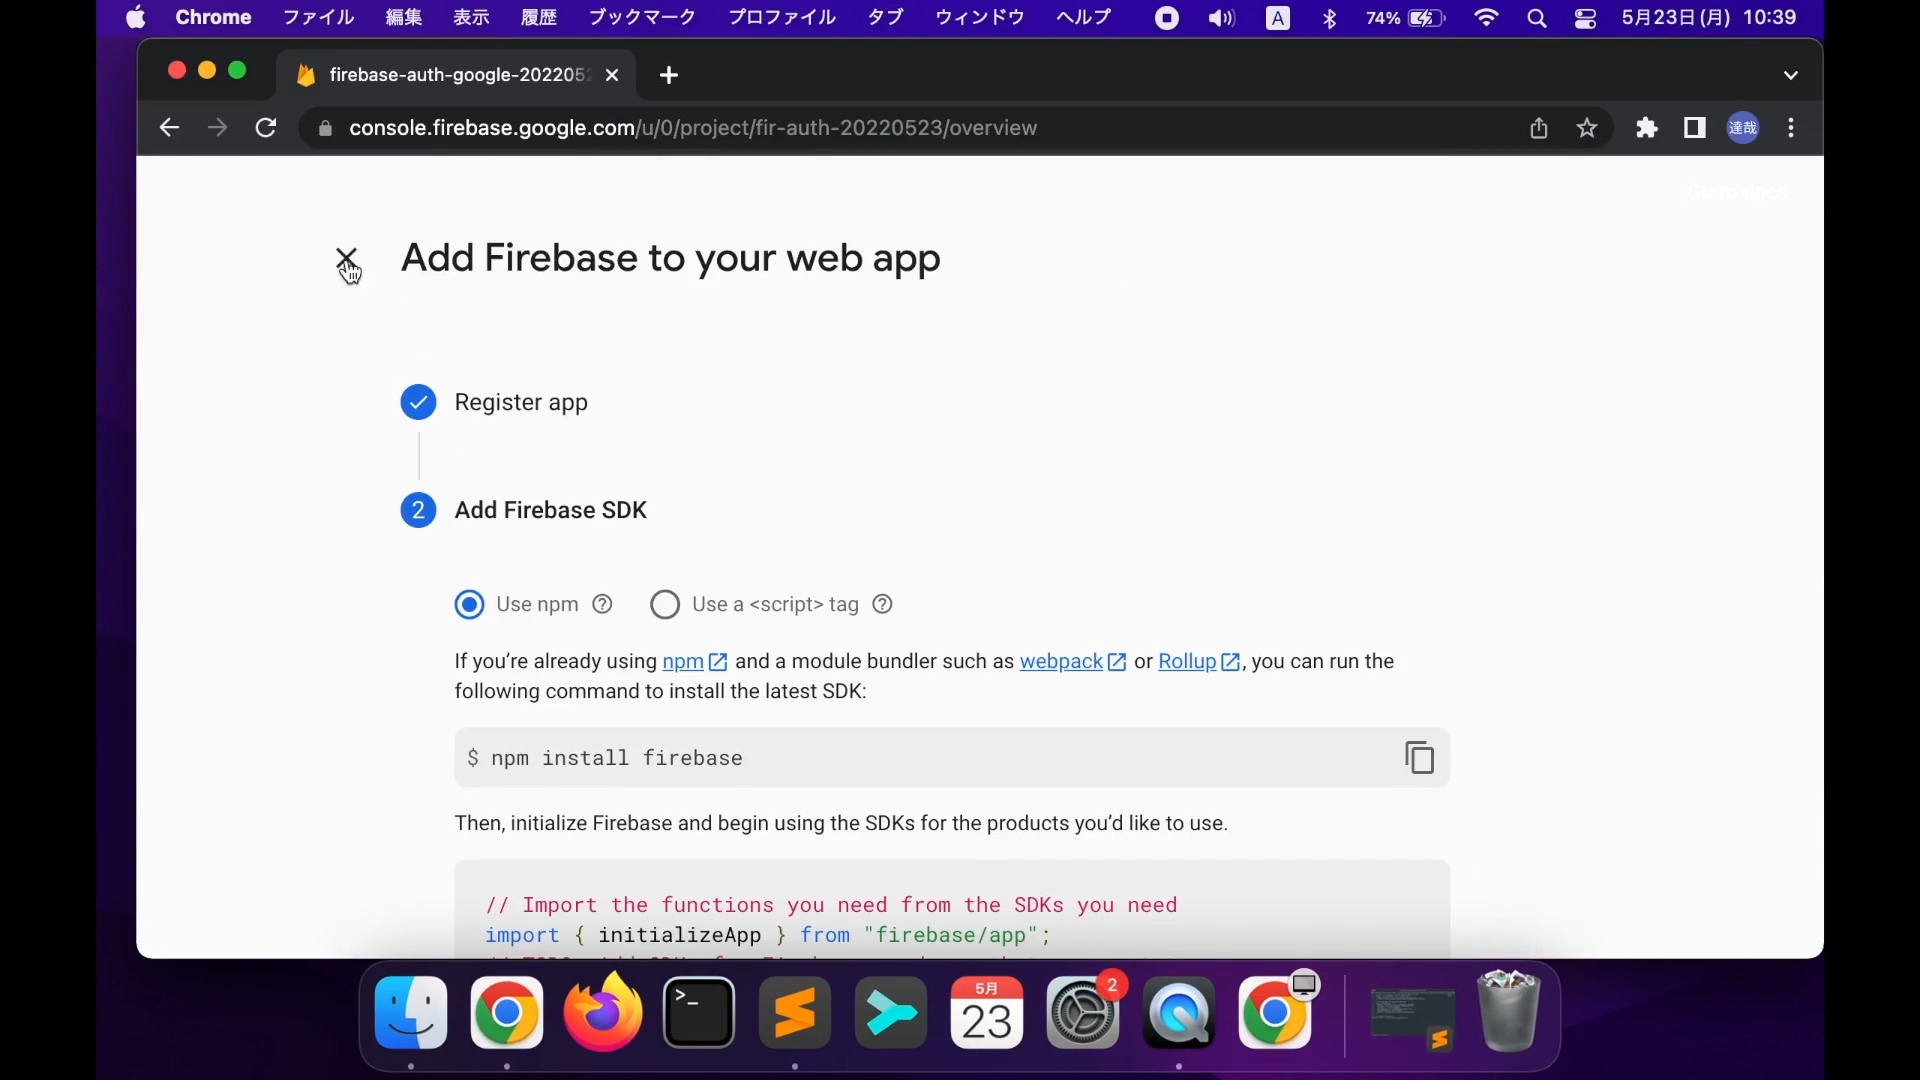 Chrome ファイル 編集 表示 履歴 ブックマーク プロファイル タブ ウィンドウ ヘルプ A 74% 5月23日(月) 10:39
firebase-auth-google-202205
console.firebase.google.com/u/0/project/fir-auth-20220523/overview 達哉
Go to docs
Add Firebase to your web app
Register app
2 Add Firebase SDK
Use npm Use a <script> tag
If you’re already using npm and a module bundler such as webpack or Rollup, you can run the
following command to install the latest SDK:
$ npm install firebase
Then, initialize Firebase and begin using the SDKs for the products you’d like to use.
// Import the functions you need from the SDKs you need
import { initializeApp } from "firebase/app";
5月
23
2